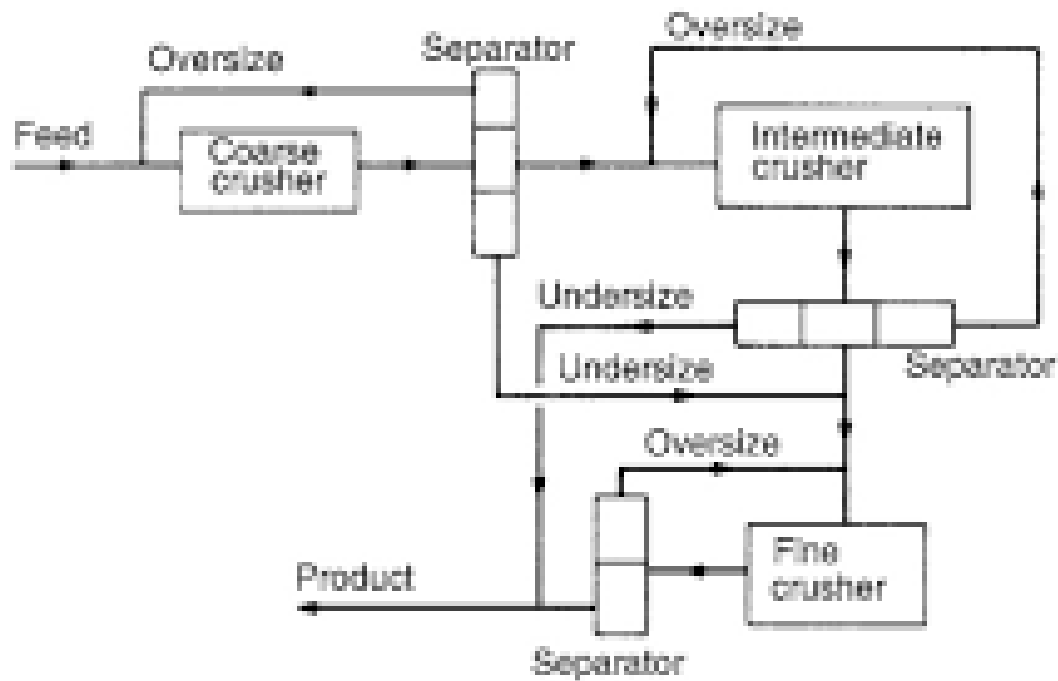 Oversize
Separator
Oversize
Feed
Coarse
crusher
Intermediate
crusher
Undersize
Separator
Undersize
Oversize
Fine
crusher
Product
Separator